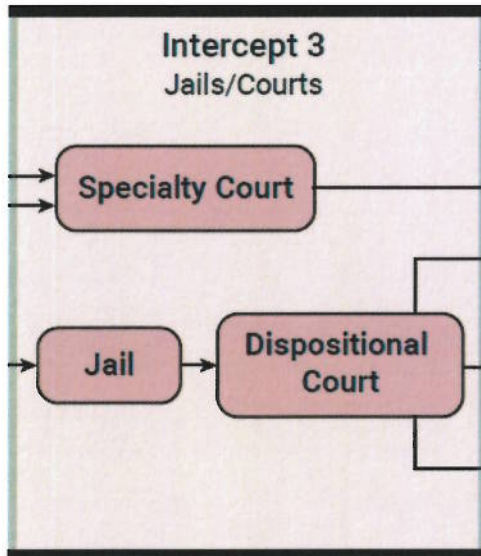 Intercept 3
Jails/Courts
Specialty Court
Jail
Dispositional
Court